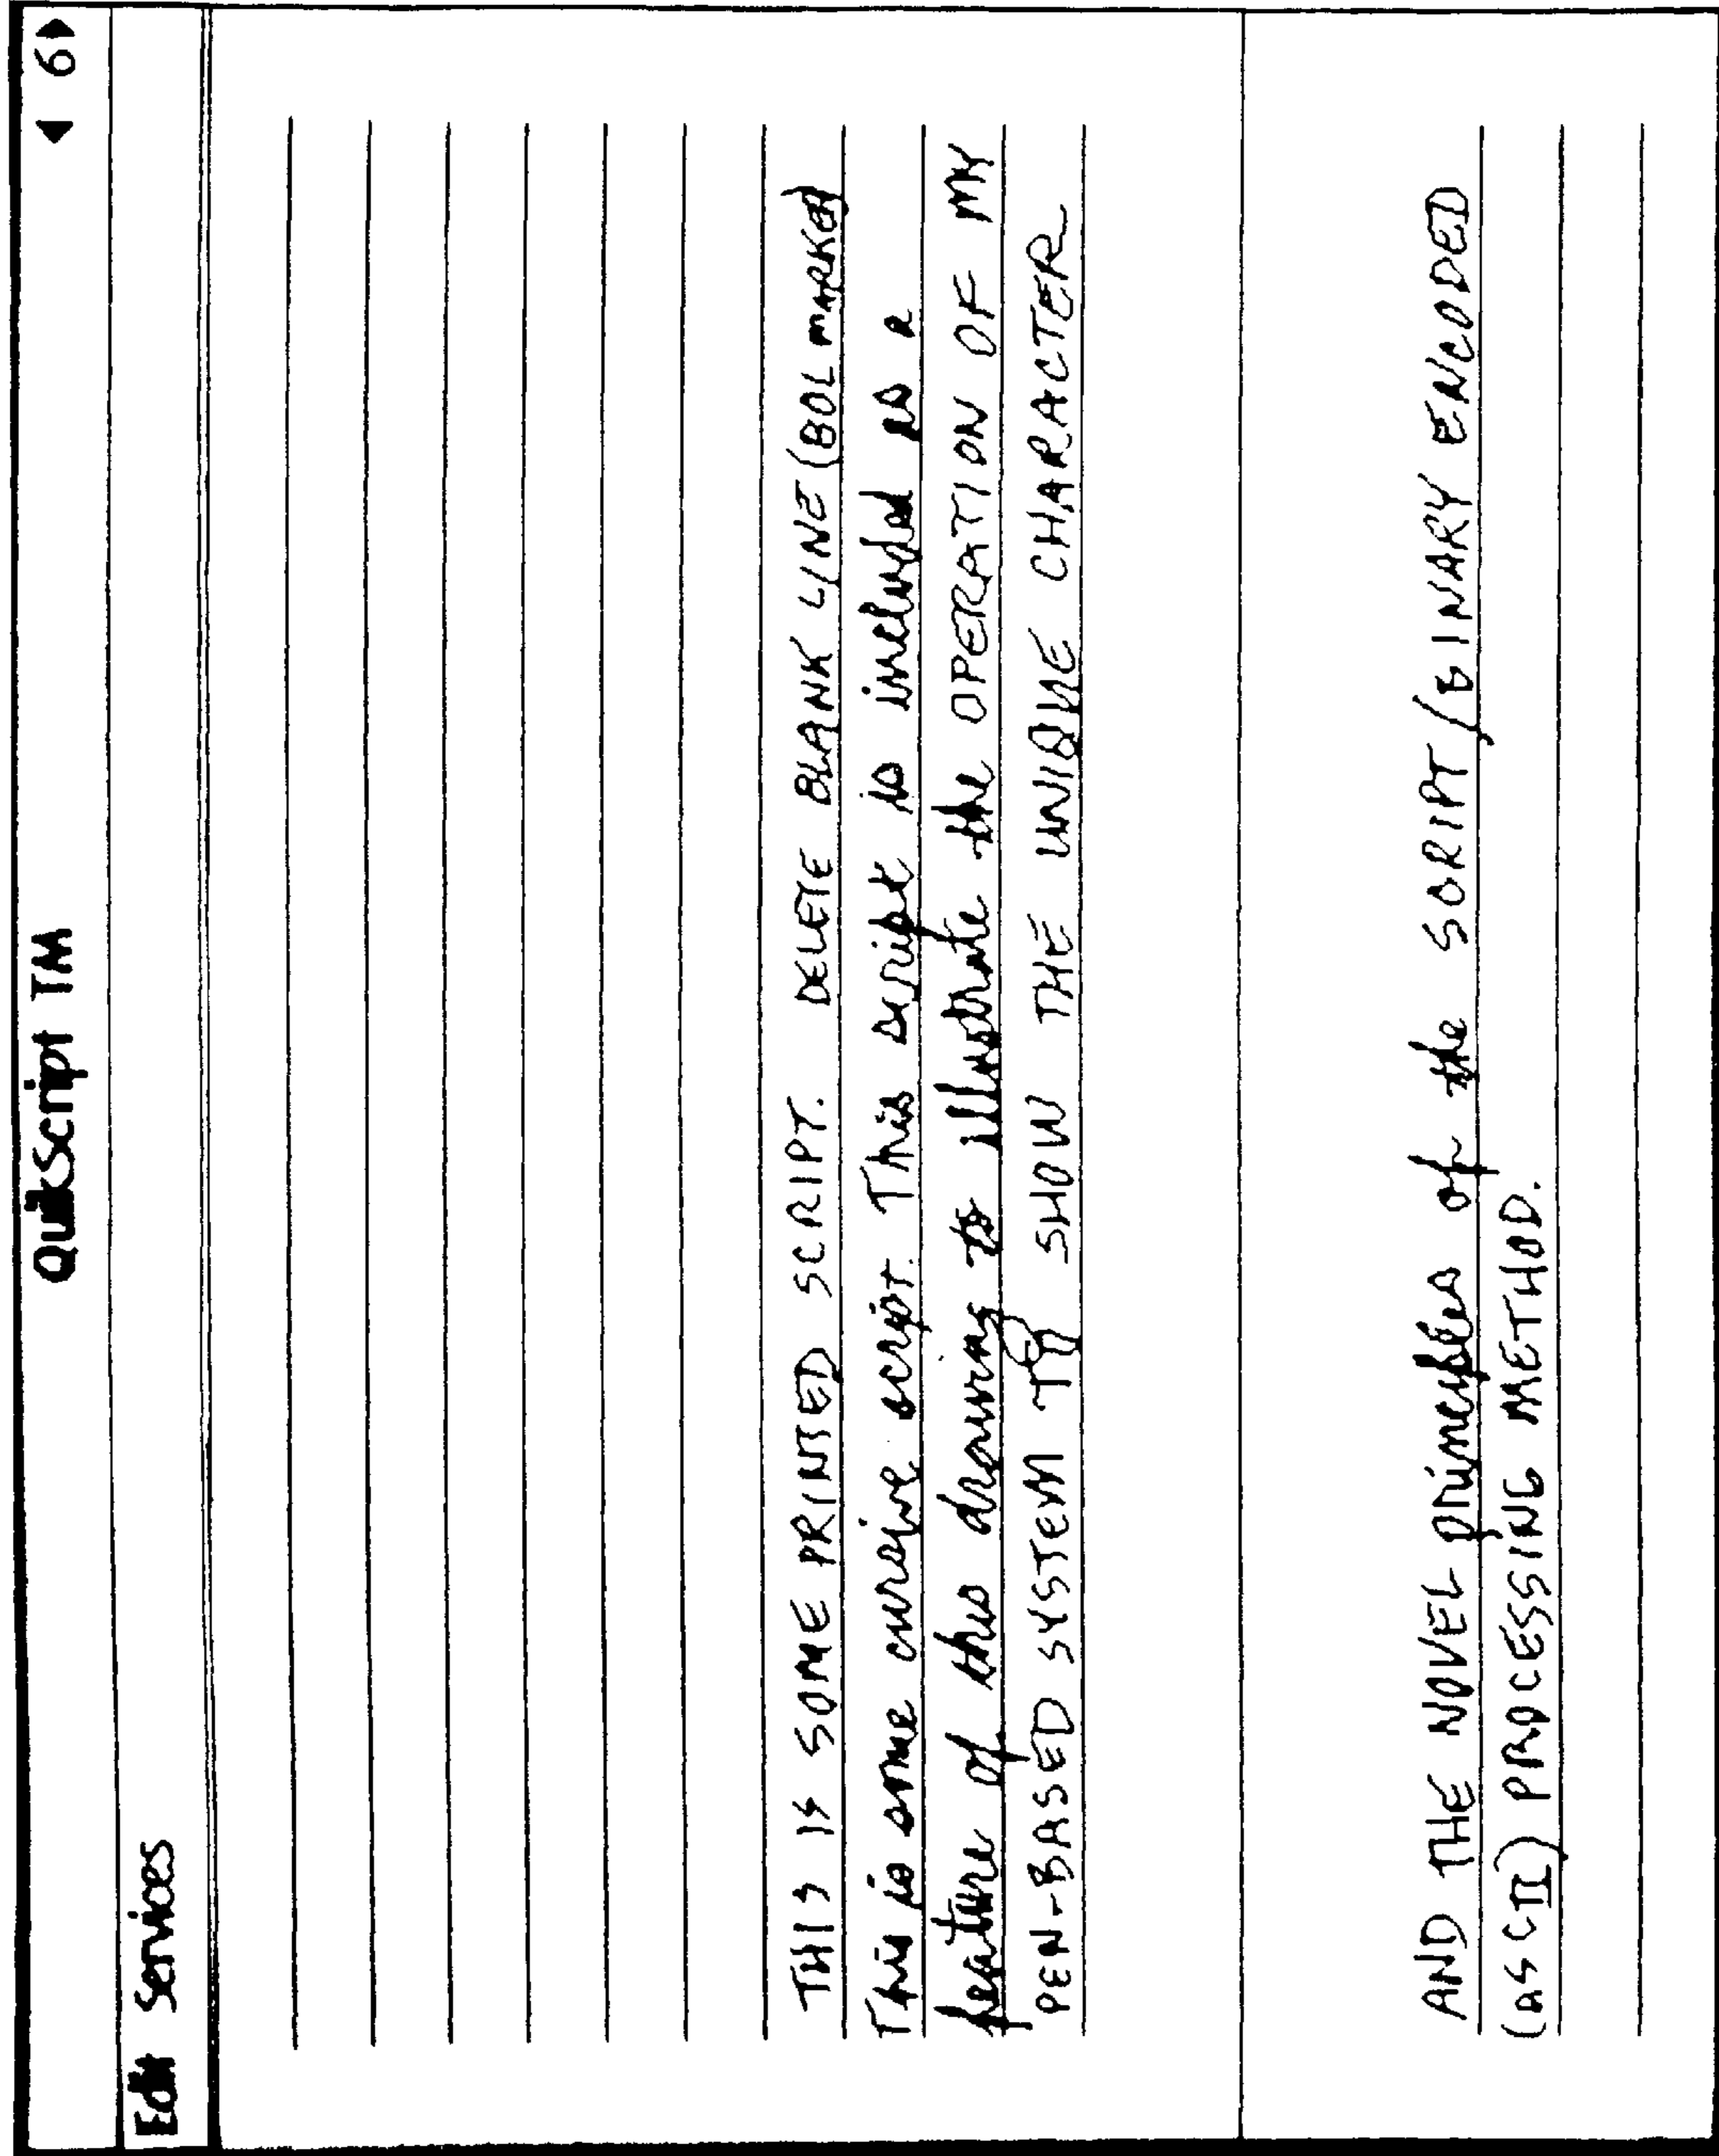 QuikScript TM ◀ 6 ▶
Edit Services
THIS IS SOME PRINTED SCRIPT. DELETE BLANK LINE (BOL MARKED)
This is some cursive script. This script is included as a
feature of this drawing to illustrate the OPERATION OF MY
PEN-BASED SYSTEM TO SHOW THE UNIQUE CHARACTER
AND THE NOVEL principles of the SCRIPT/BINARY ENCODED
(ASCII) PROCESSING METHOD.